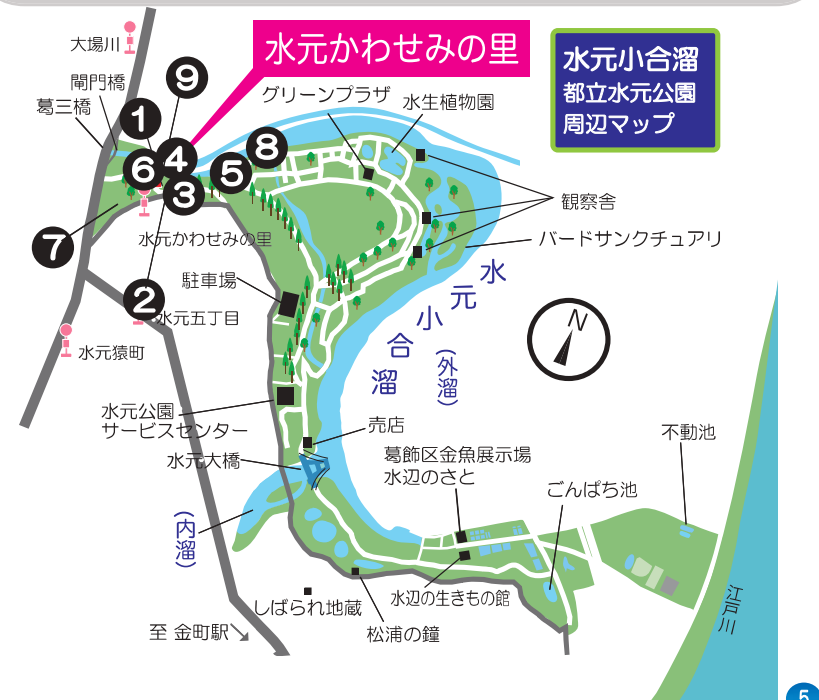 水元かわせみの里
水元小合溜
都立水元公園
周辺マップ
大場川
閘門橋
葛三橋
グリーンプラザ
水生植物園
9
1
4
6
5
8
3
7
2
観察舎
バードサンクチュアリ
水元かわせみの里
駐車場
水元五丁目
水元猿町
水元小合溜
(外溜)
N
水元公園
サービスセンター
売店
水元大橋
葛飾区金魚展示場
水辺のさと
不動池
ごんぱち池
(内溜)
しばられ地蔵
水辺の生きもの館
松浦の鐘
至 金町駅
江戸川
5